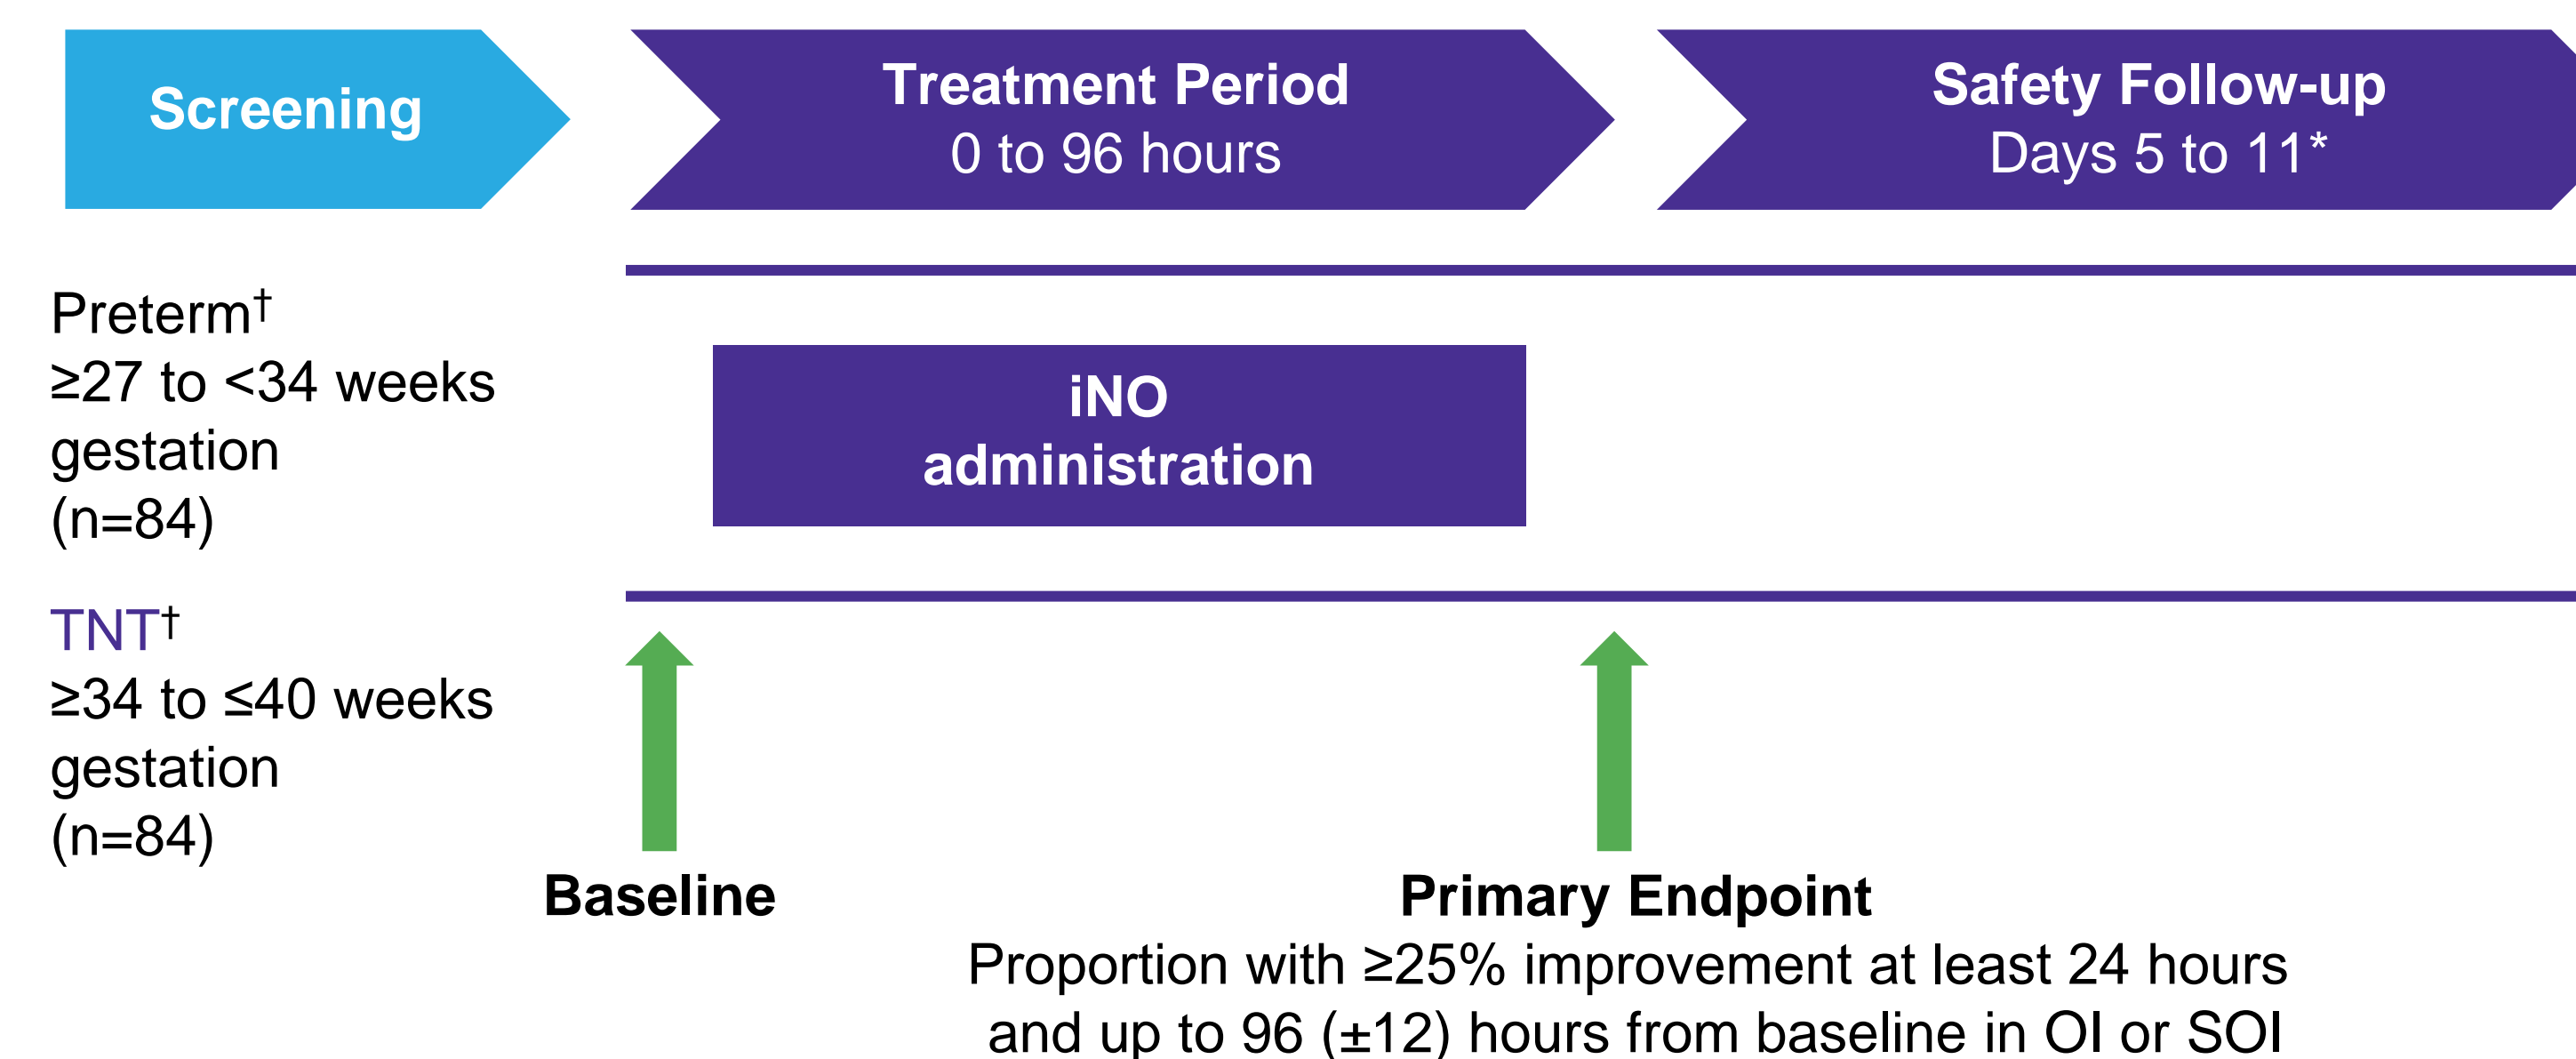 Screening
Treatment Period
0 to 96 hours
Safety Follow-up
Days 5 to 11*
Preterm†
≥27 to <34 weeks
gestation
(n=84)
iNO
administration
TNT†
≥34 to ≤40 weeks
gestation
(n=84)
Baseline
Primary Endpoint
Proportion with ≥25% improvement at least 24 hours
and up to 96 (±12) hours from baseline in OI or SOI